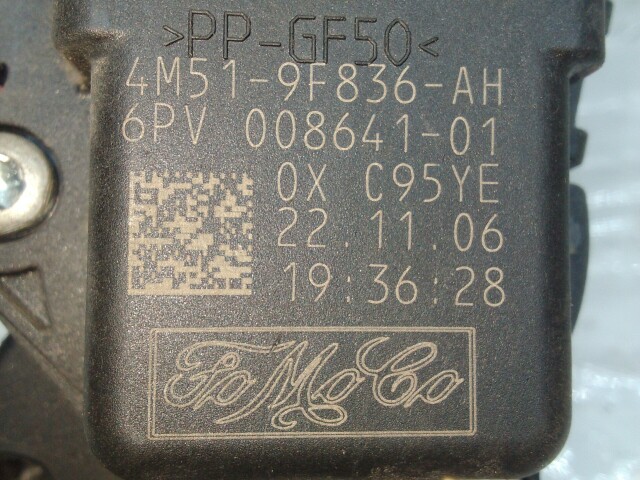 >PP-GF50<
4M51-9F836-AH
6PV 008641-01
0X C95YE
22.11.06
19:36:28
FoMoCo